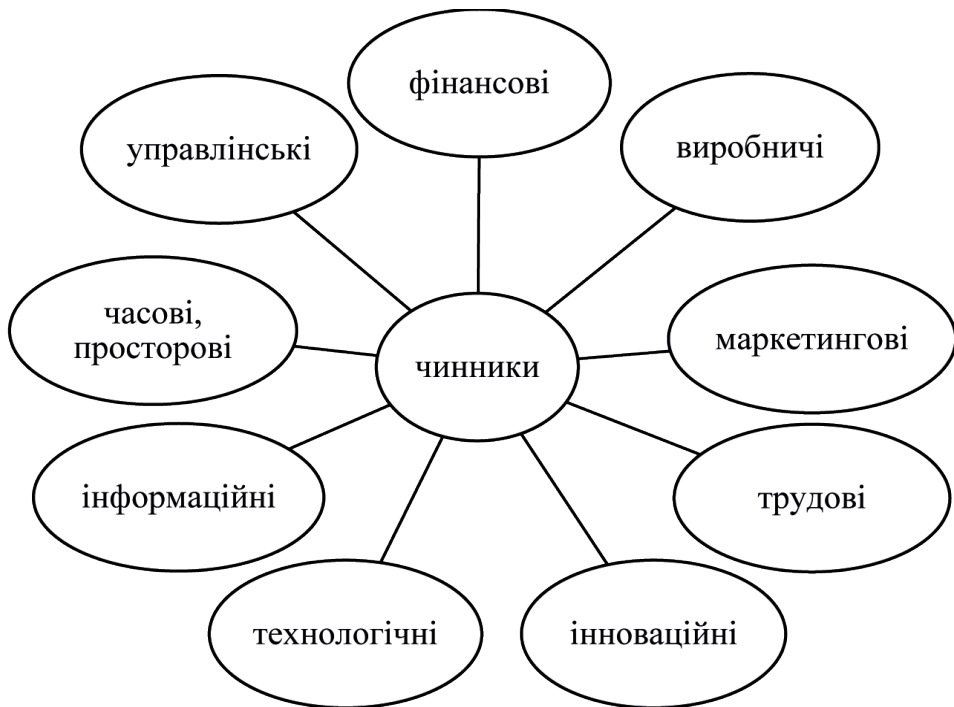 фінансові
управлінські
виробничі
часові,
просторові
чинники
маркетингові
інформаційні
трудові
технологічні
інноваційні